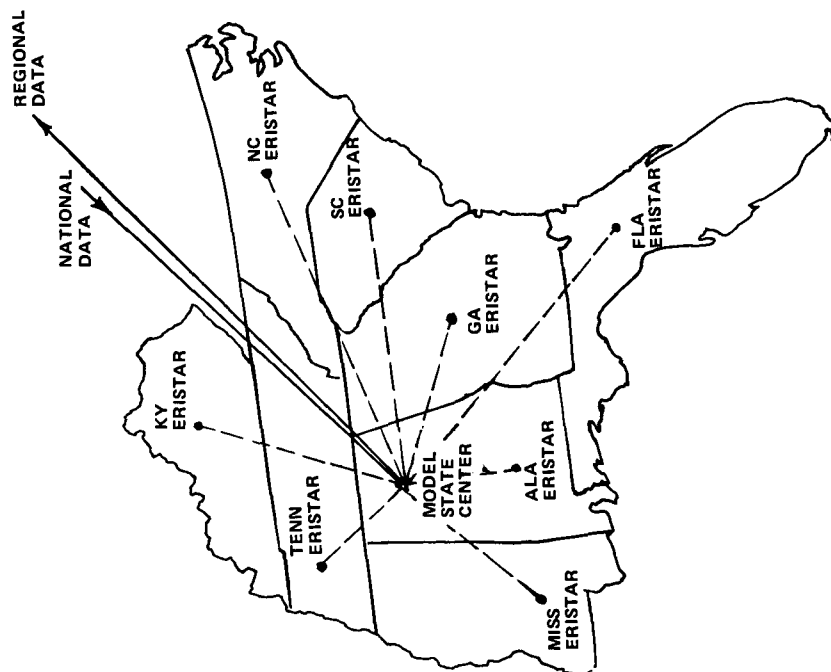 REGIONAL
DATA
NATIONAL
DATA
NC
ERISTAR
KY
ERISTAR
SC
ERISTAR
FLA
ERISTAR
GA
ERISTAR
TENN
ERISTAR
MODEL
STATE
CENTER
ALA
ERISTAR
MISS
ERISTAR